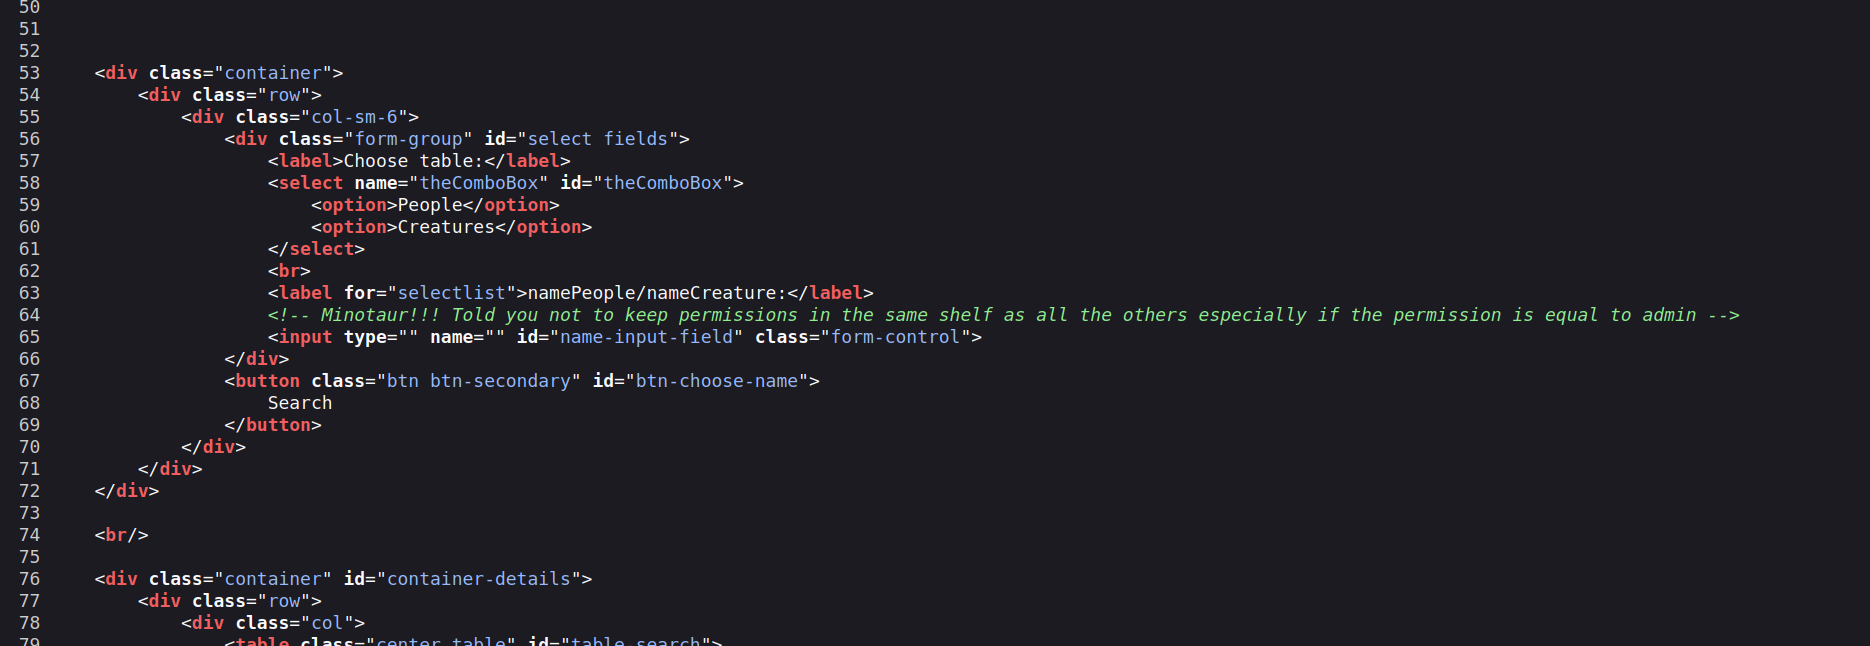 50
51
52
53 <div class="container">
54 <div class="row">
55 <div class="col-sm-6">
56 <div class="form-group" id="select fields">
57 <label>Choose table:</label>
58 <select name="theComboBox" id="theComboBox">
59 <option>People</option>
60 <option>Creatures</option>
61 </select>
62 <br>
63 <label for="selectlist">namePeople/nameCreature:</label>
64 <!-- Minotaur!!! Told you not to keep permissions in the same shelf as all the others especially if the permission is equal to admin -->
65 <input type="" name="" id="name-input-field" class="form-control">
66 </div>
67 <button class="btn btn-secondary" id="btn-choose-name">
68 Search
69 </button>
70 </div>
71 </div>
72 </div>
73
74 <br/>
75
76 <div class="container" id="container-details">
77 <div class="row">
78 <div class="col">
79 <table class="center_table" id="table-search">